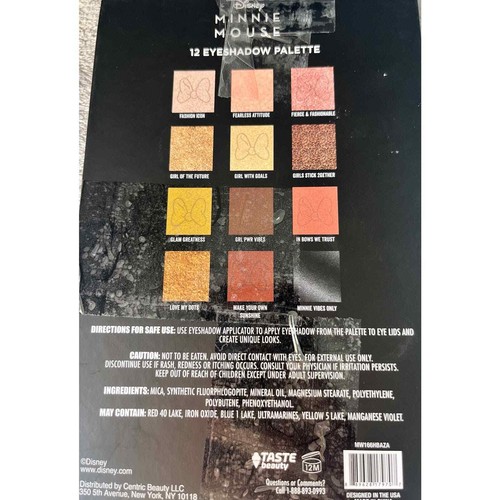 Disney
MINNIE
MOUSE
12 EYESHADOW PALETTE
FASHION ICON
FEARLESS ATTITUDE
FIERCE & FASHIONABLE
GIRL OF THE FUTURE
GIRL WITH GOALS
GIRLS STICK 2GETHER
GLAM GREATNESS
GRL PWR VIBES
IN BOWS WE TRUST
LOVE MY DOTS
MAKE YOUR OWN
SUNSHINE
MINNIE VIBES ONLY
DIRECTIONS FOR SAFE USE: USE EYESHADOW APPLICATOR TO APPLY EYESHADOW FROM THE PALETTE TO EYE LIDS AND
CREATE UNIQUE LOOKS.
CAUTION: NOT TO BE EATEN. AVOID DIRECT CONTACT WITH EYES. FOR EXTERNAL USE ONLY.
DISCONTINUE USE IF RASH, REDNESS OR ITCHING OCCURS. CONSULT YOUR PHYSICIAN IF IRRITATION PERSISTS.
KEEP OUT OF REACH OF CHILDREN EXCEPT UNDER ADULT SUPERVISION.
INGREDIENTS: MICA, SYNTHETIC FLUORPHLOGOPITE, MINERAL OIL, MAGNESIUM STEARATE, POLYETHYLENE,
POLYBUTENE, PHENOXYETHANOL.
MAY CONTAIN: RED 40 LAKE, IRON OXIDE, BLUE 1 LAKE, ULTRAMARINES, YELLOW 5 LAKE, MANGANESE VIOLET.
MW100HBAZA
TASTE
beauty
12M
©Disney
www.disney.com
Distributed by Centric Beauty LLC
350 5th Avenue, New York, NY 10118
Questions or Comments?
Call 1-888-893-0993
DESIGNED IN THE USA